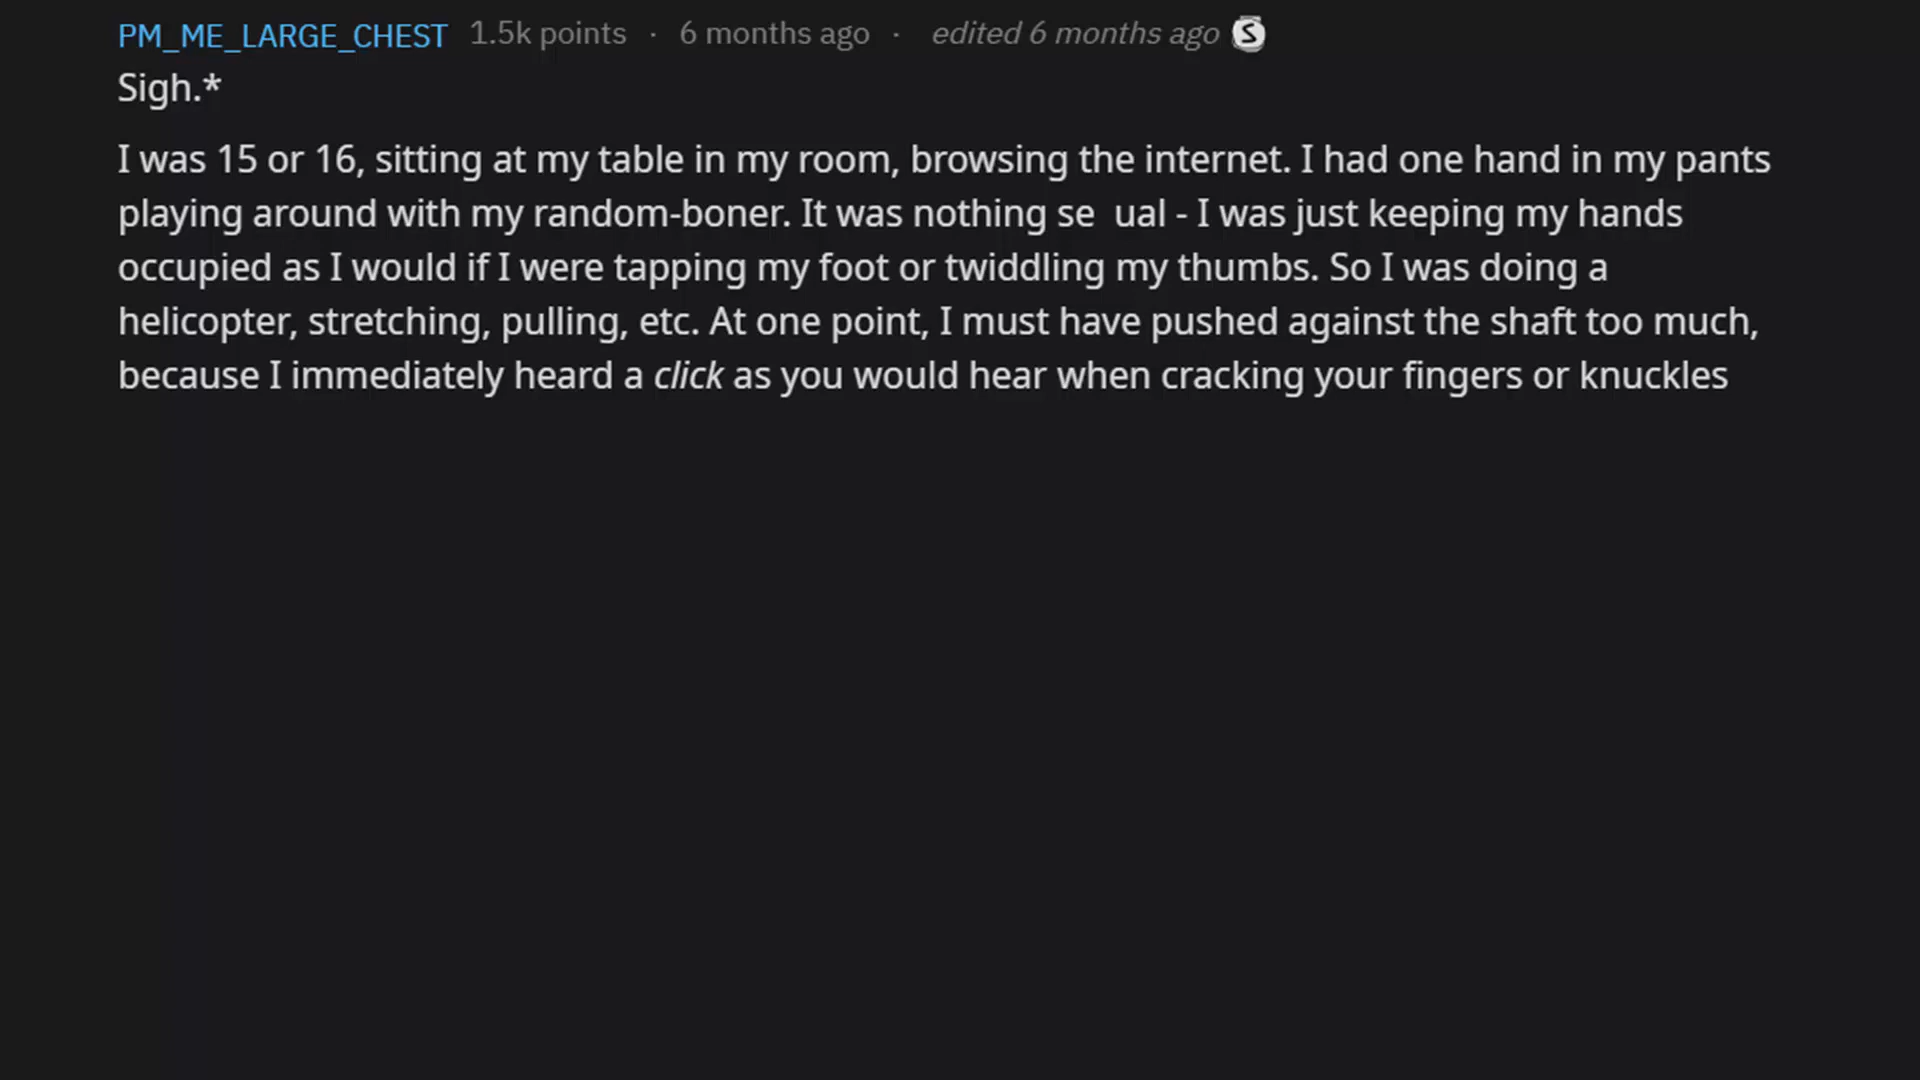 PM_ME_LARGE_CHEST 1.5k points · 6 months ago · edited 6 months ago S
Sigh.*
I was 15 or 16, sitting at my table in my room, browsing the internet. I had one hand in my pants
playing around with my random-boner. It was nothing se ual - I was just keeping my hands
occupied as I would if I were tapping my foot or twiddling my thumbs. So I was doing a
helicopter, stretching, pulling, etc. At one point, I must have pushed against the shaft too much,
because I immediately heard a click as you would hear when cracking your fingers or knuckles